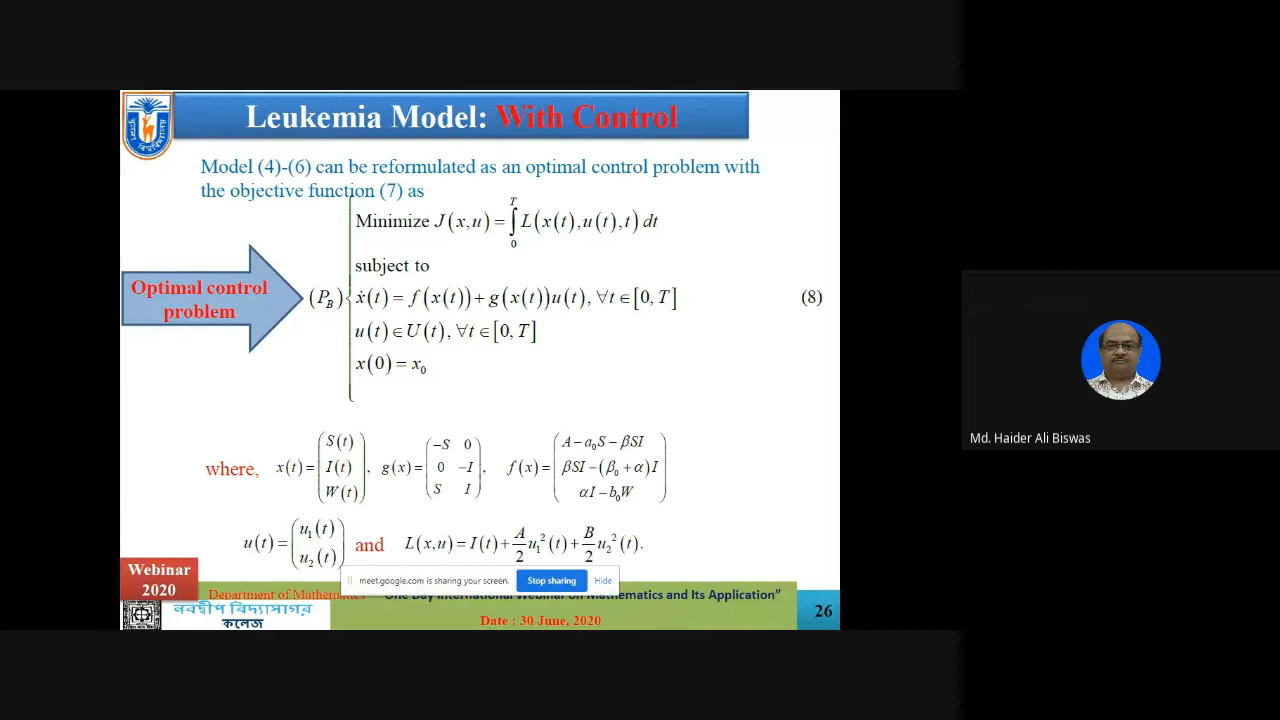 Leukemia Model: With Control
Model (4)-(6) can be reformulated as an optimal control problem with
the objective function (7) as
Optimal control
problem
(P_B) {
Minimize J(x,u) = ∫₀ᵀ L(x(t),u(t),t) dt
subject to
ẋ(t) = f(x(t)) + g(x(t))u(t), ∀t ∈ [0,T]
(8)
u(t) ∈ U(t), ∀t ∈ [0,T]
x(0) = x₀
where, x(t) = (S(t) I(t) W(t)), g(x) = (−S 0 0 −I S I), f(x) = (A − a₀S − βSI βSI − (β₀ + α)I αI − b₀W)
u(t) = (u₁(t) u₂(t)) and L(x,u) = I(t) + A/2 u₁²(t) + B/2 u₂²(t).
Md. Haider Ali Biswas
meet.google.com is sharing your screen. Stop sharing Hide
Webinar
2020
Department of Mathematics One Day International Webinar on Mathematics and Its Application”
নবদ্বীপ বিদ্যাসাগর
কলেজ
Date : 30 June, 2020
26